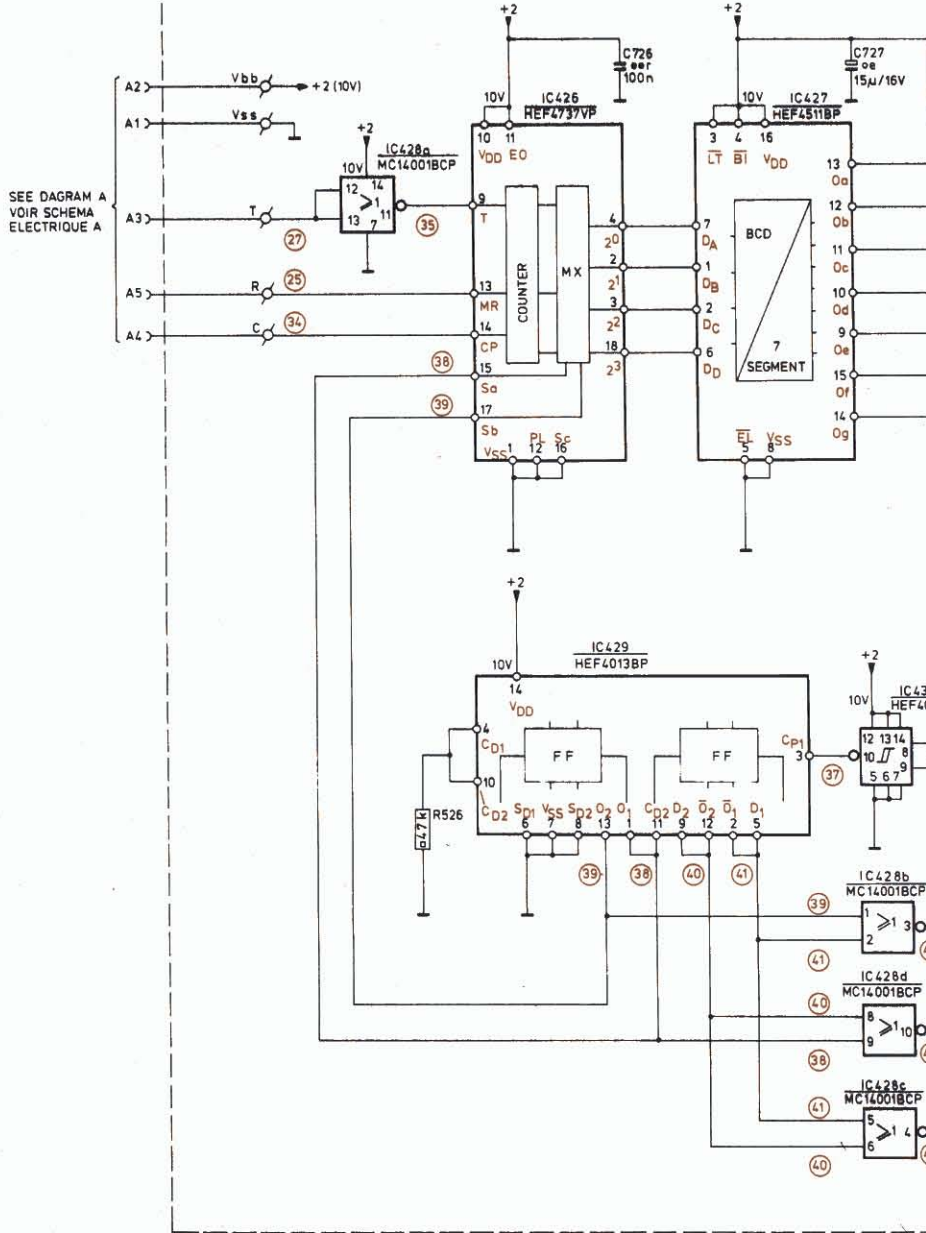 +2
+2
C726
eer
100n
C727
oe
15µ/16V
A2
Vbb
+2 (10V)
10V
IC426
HEF4737VP
10V
IC427
HEF4511BP
A1
Vss
+2
10 11
3 4 16
VDD EO
LT BI VDD
SEE DAGRAM A
VOIR SCHEMA
ELECTRIQUE A
10V
IC428a
MC14001BCP
12 14
≥1
13 7 11
13
Oa
A3
T
27
35
9
T
4
2⁰
7
DA
BCD
12
Ob
COUNTER
MX
2
2¹
1
DB
11
Oc
A5
R
25
13
MR
3
2²
2
DC
10
Od
A4
C
34
14
CP
18
2³
6
DD
7
SEGMENT
9
Oe
38
15
Sa
15
Of
39
17
Sb
14
Og
VSS PL Sc
1 12 16
EL VSS
5 8
+2
IC429
HEF4013BP
10V
14
VDD
+2
10V
IC43
HEF40
4
CD1
FF
FF
CP1
3
37
12 13 14
10 8
9
5 6 7
10
CD2
47k
R526
SD1 VSS SD2 O2 O1 CD2 D2 O2 O1 D1
6 7 8 13 1 11 9 12 2 5
39
38
40
41
IC428b
MC14001BCP
39
1 ≥1 3
2
41
IC428d
MC14001BCP
40
8 ≥1 10
9
38
IC428c
MC14001BCP
41
5 ≥1 4
6
40